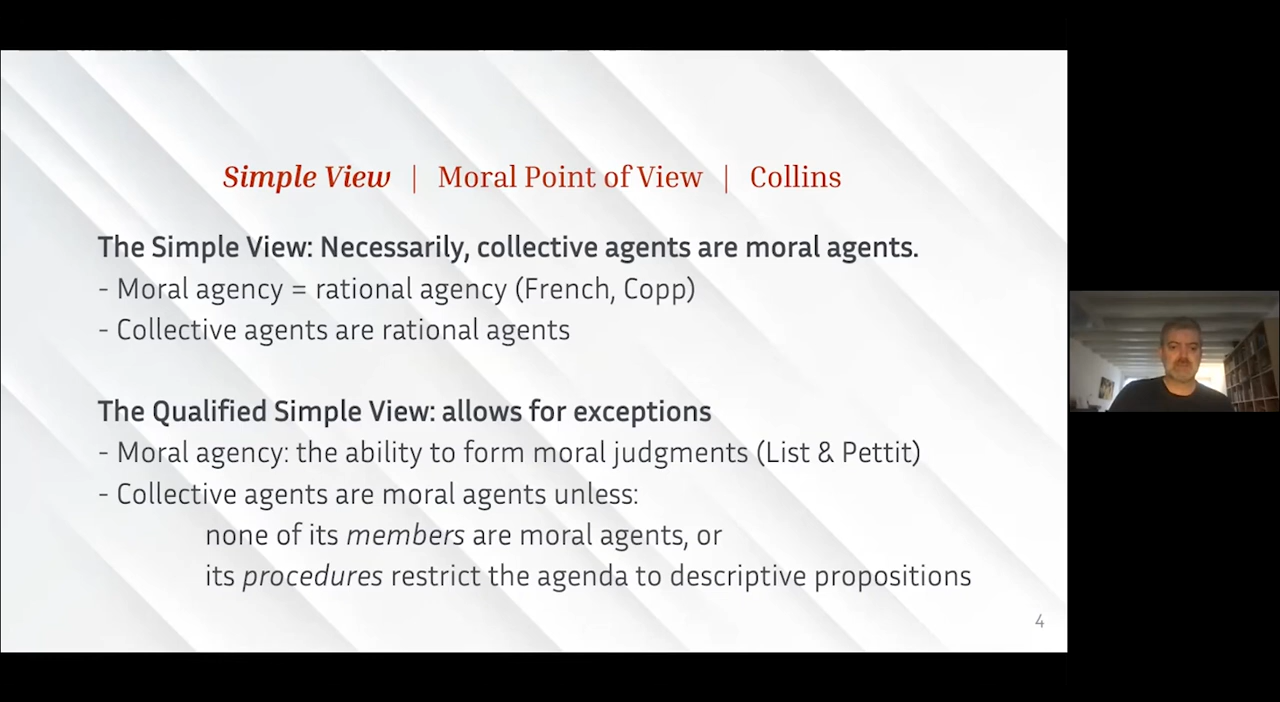 Simple View | Moral Point of View | Collins
The Simple View: Necessarily, collective agents are moral agents.
- Moral agency = rational agency (French, Copp)
- Collective agents are rational agents
The Qualified Simple View: allows for exceptions
- Moral agency: the ability to form moral judgments (List & Pettit)
- Collective agents are moral agents unless:
none of its members are moral agents, or
its procedures restrict the agenda to descriptive propositions
4